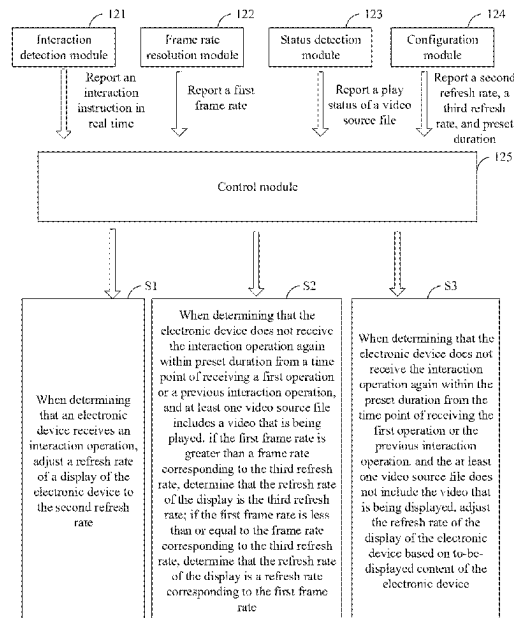 121
122
123
124
Interaction
detection module
Frame rate
resolution module
Status detection
module
Configuration
module
Report an
interaction
instruction in
real time
Report a first
frame rate
Report a play
status of a video
source file
Report a second
refresh rate, a
third refresh
rate, and preset
duration
125
Control module
S1
When determining
that an electronic
device receives an
interaction operation,
adjust a refresh rate
of a display of the
electronic device to
the second refresh
rate
S2
When determining that the
electronic device does not receive
the interaction operation again
within preset duration from a time
point of receiving a first operation
or a previous interaction operation,
and at least one video source file
includes a video that is being
played, if the first frame rate is
greater than a frame rate
corresponding to the third refresh
rate, determine that the refresh rate
of the display is the third refresh
rate; if the first frame rate is less
than or equal to the frame rate
corresponding to the third refresh
rate, determine that the refresh rate
of the display is a refresh rate
corresponding to the first frame
rate
S3
When determining that the
electronic device does not
receive the interaction
operation again within the
preset duration from the
time point of receiving the
first operation or the
previous interaction
operation, and the at least
one video source file does
not include the video that
is being displayed, adjust
the refresh rate of the
display of the electronic
device based on to-be-
displayed content of the
electronic device